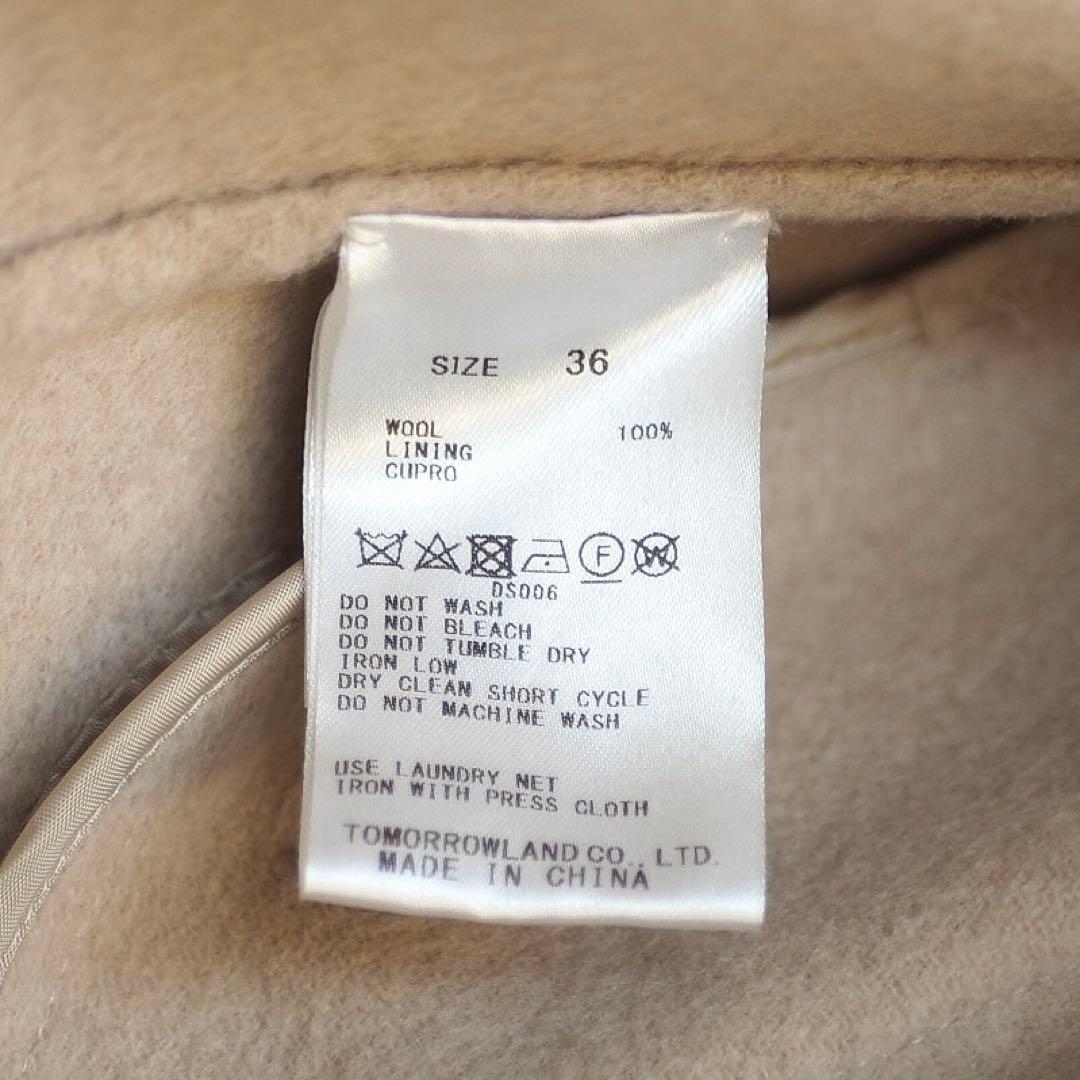 SIZE 36
WOOL 100%
LINING
CUPRO
F W
DS006
DO NOT WASH
DO NOT BLEACH
DO NOT TUMBLE DRY
IRON LOW
DRY CLEAN SHORT CYCLE
DO NOT MACHINE WASH
USE LAUNDRY NET
IRON WITH PRESS CLOTH
TOMORROWLAND CO., LTD.
MADE IN CHINA